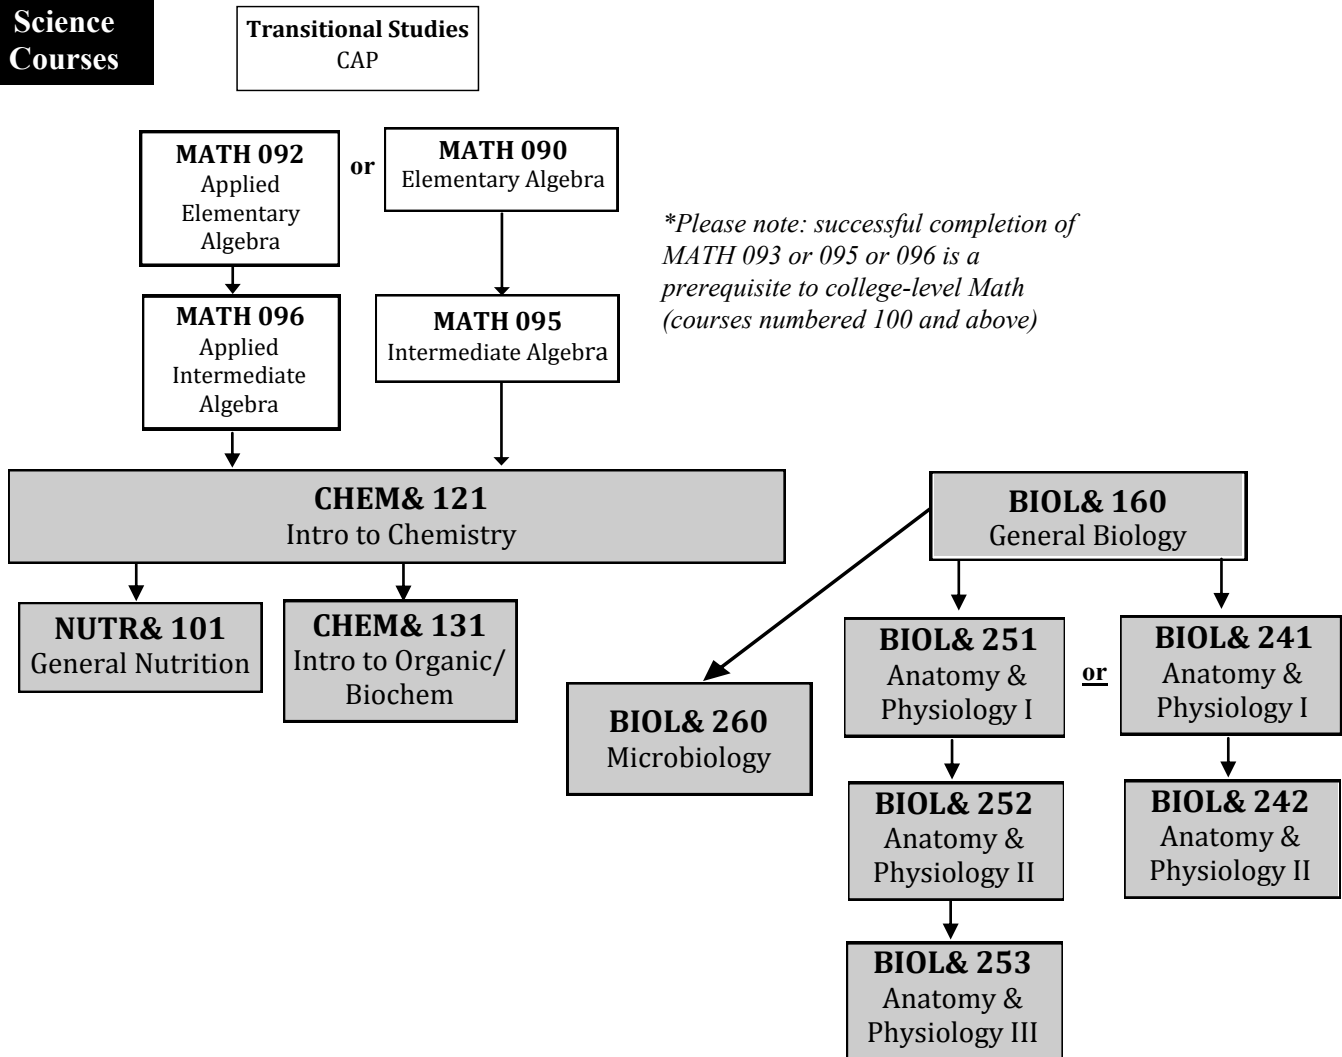 Science
Courses
Transitional Studies
CAP
MATH 092
Applied
Elementary
Algebra
or
MATH 090
Elementary Algebra
*Please note: successful completion of
MATH 093 or 095 or 096 is a
prerequisite to college-level Math
(courses numbered 100 and above)
MATH 096
Applied
Intermediate
Algebra
MATH 095
Intermediate Algebra
CHEM& 121
Intro to Chemistry
BIOL& 160
General Biology
NUTR& 101
General Nutrition
CHEM& 131
Intro to Organic/
Biochem
BIOL& 260
Microbiology
BIOL& 251
Anatomy &
Physiology I
or
BIOL& 241
Anatomy &
Physiology I
BIOL& 252
Anatomy &
Physiology II
BIOL& 242
Anatomy &
Physiology II
BIOL& 253
Anatomy &
Physiology III